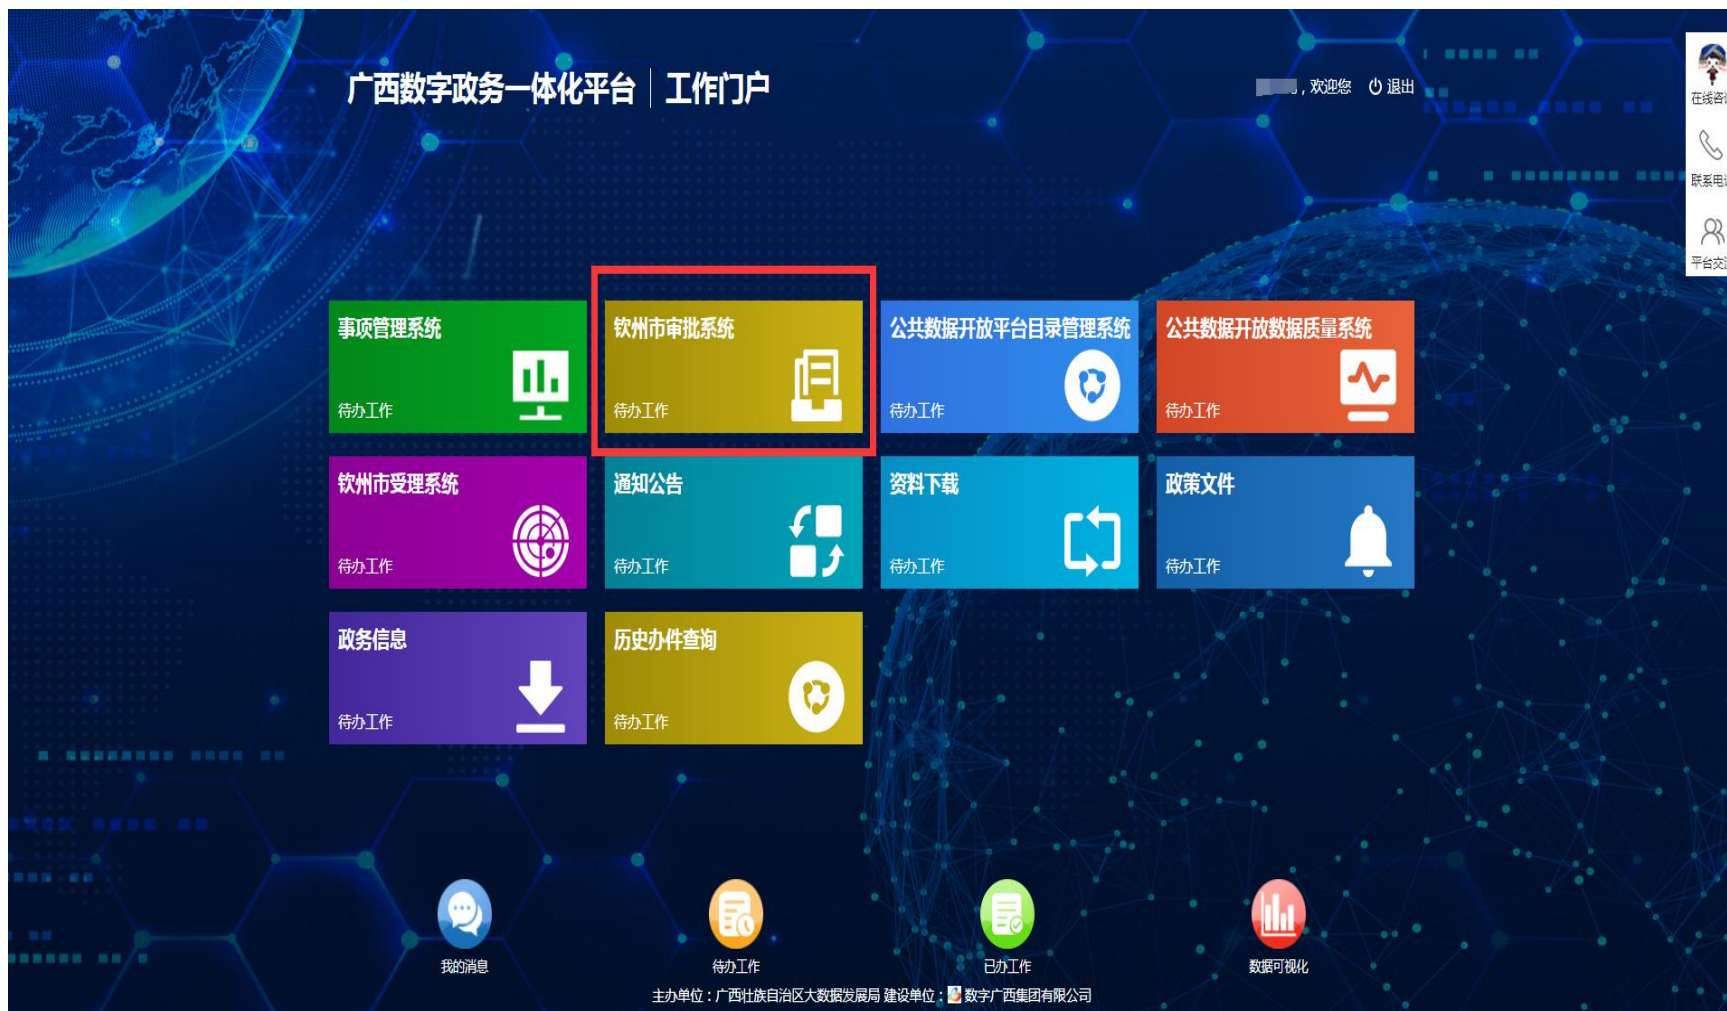 广西数字政务一体化平台 | 工作门户
，欢迎您 退出
在线咨
联系电
平台交
事项管理系统
待办工作
钦州市审批系统
待办工作
公共数据开放平台目录管理系统
待办工作
公共数据开放数据质量系统
待办工作
钦州市受理系统
待办工作
通知公告
待办工作
资料下载
待办工作
政策文件
待办工作
政务信息
待办工作
历史办件查询
待办工作
我的消息
待办工作
已办工作
数据可视化
主办单位：广西壮族自治区大数据发展局 建设单位：数字广西集团有限公司